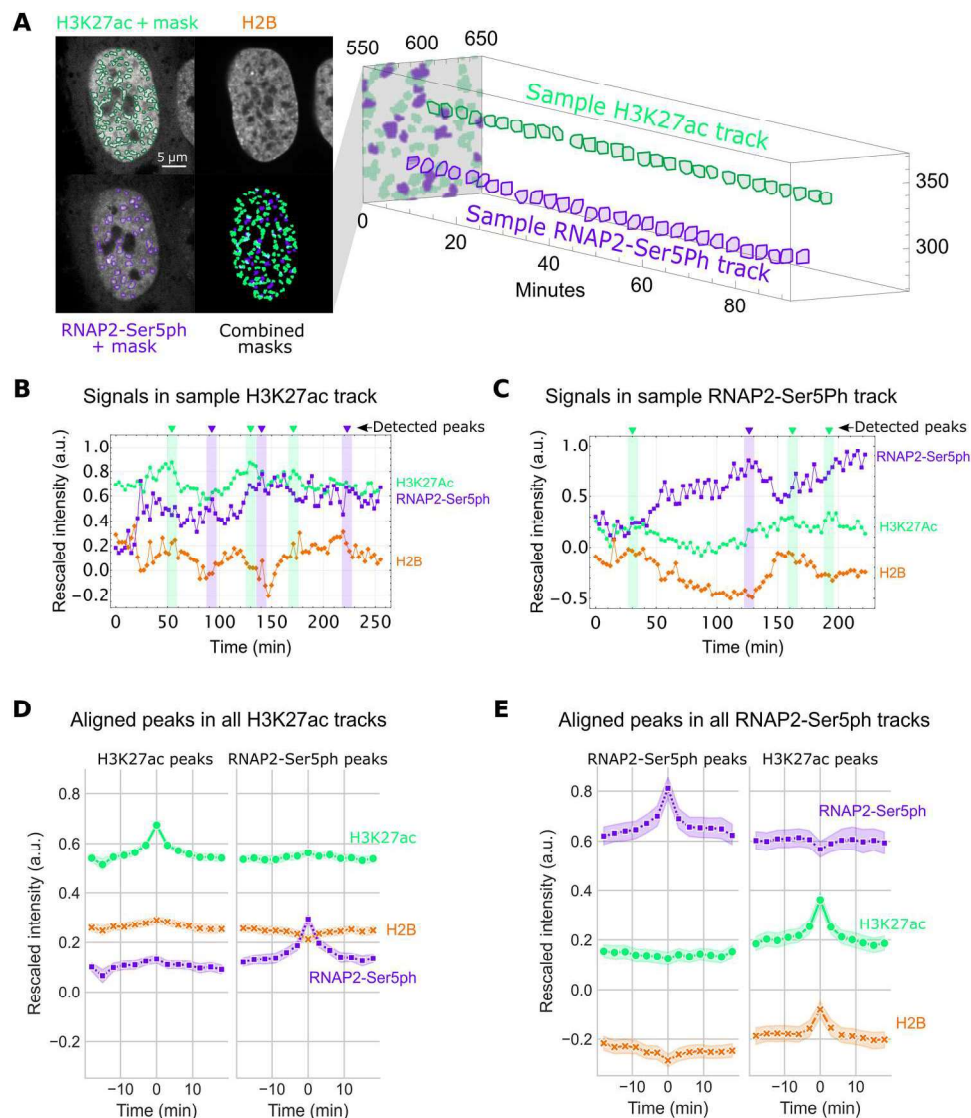 A
H3K27ac + mask
H2B
5 µm
RNAP2-Ser5ph
+ mask
Combined
masks
550
600
650
Sample H3K27ac track
Sample RNAP2-Ser5Ph track
350
300
0
20
40
60
80
Minutes
B
Signals in sample H3K27ac track
Detected peaks
Rescaled intensity (a.u.)
1.0
0.8
0.6
0.4
0.2
0.0
−0.2
H3K27Ac
RNAP2-Ser5ph
H2B
0 50 100 150 200 250
Time (min)
C
Signals in sample RNAP2-Ser5Ph track
Detected peaks
Rescaled intensity (a.u.)
1.0
0.5
0.0
−0.5
RNAP2-Ser5ph
H3K27Ac
H2B
0 50 100 150 200
Time (min)
D
Aligned peaks in all H3K27ac tracks
H3K27ac peaks
RNAP2-Ser5ph peaks
Rescaled intensity (a.u.)
0.8
0.6
0.4
0.2
0.0
−0.2
H3K27ac
H2B
RNAP2-Ser5ph
−10 0 10
−10 0 10
Time (min)
Time (min)
E
Aligned peaks in all RNAP2-Ser5ph tracks
RNAP2-Ser5ph peaks
H3K27ac peaks
Rescaled intensity (a.u.)
0.8
0.6
0.4
0.2
0.0
−0.2
RNAP2-Ser5ph
H3K27ac
H2B
−10 0 10
−10 0 10
Time (min)
Time (min)